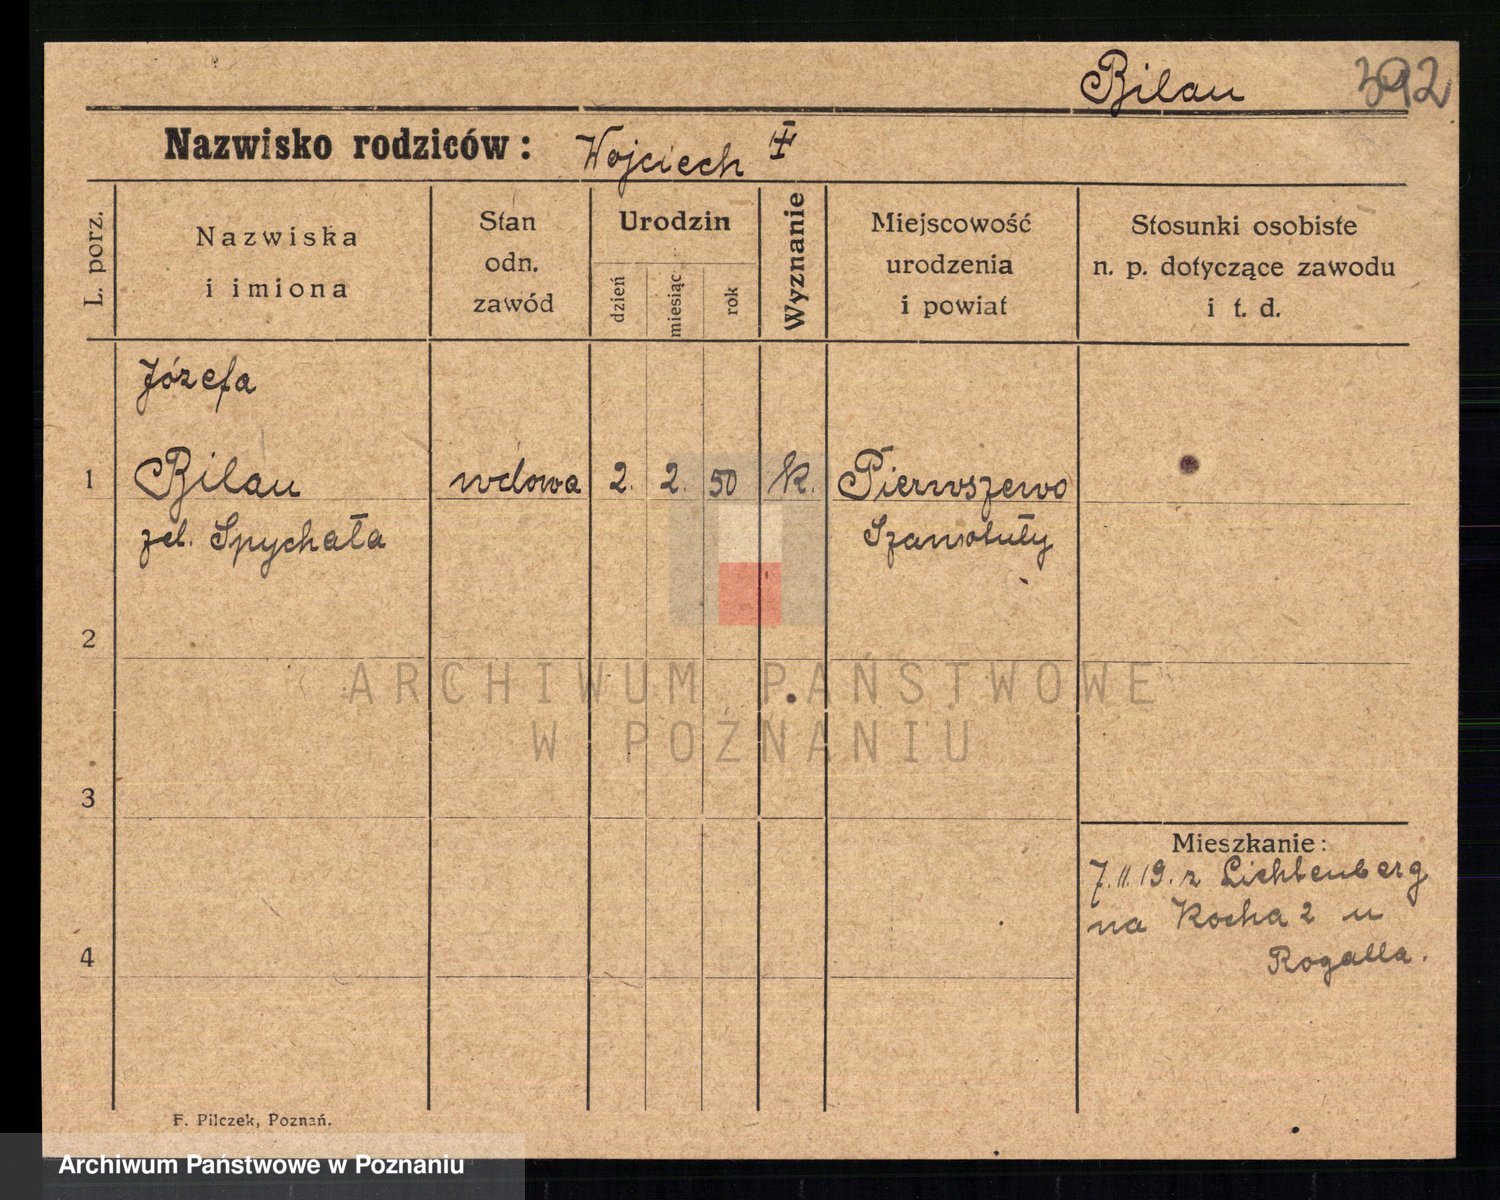 Bilau 392
Nazwisko rodziców: Wojciech ‡
L. porz.
Nazwiska
i imiona
Stan
odn.
zawód
Urodzin
dzień
miesiąc
rok
Wyznanie
Miejscowość
urodzenia
i powiat
Stosunki osobiste
n. p. dotyczące zawodu
i t. d.
Józefa
1 Bilau wdowa 2. 2. 50 k. Pierwszewo
zel. Spychała Szamotuły
2
ARCHIWUM PAŃSTWOWE
W POZNANIU
3
Mieszkanie:
7.11.19. z Lichtenberg
na Kocha 2 u
4 Rogalla.
F. Pilczek, Poznań.
Archiwum Państwowe w Poznaniu